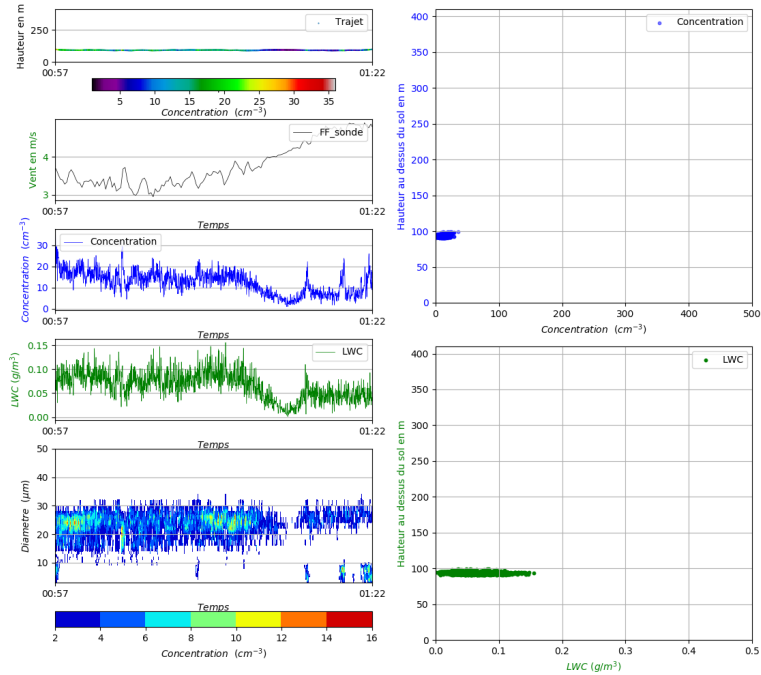 Hauteur en m
250
0
Trajet
00:57
01:22
5 10 15 20 25 30 35
Concentration (cm⁻³)
Vent en m/s
4
3
FF_sonde
00:57
01:22
Temps
Concentration (cm⁻³)
30
20
10
0
Concentration
00:57
01:22
Temps
LWC (g/m³)
0.15
0.10
0.05
0.00
LWC
00:57
01:22
Temps
Diametre (μm)
50
40
30
20
10
00:57
01:22
Temps
2 4 6 8 10 12 14 16
Concentration (cm⁻³)
Hauteur au dessus du sol en m
400
350
300
250
200
150
100
50
0
Concentration
0 100 200 300 400 500
Concentration (cm⁻³)
Hauteur au dessus du sol en m
400
350
300
250
200
150
100
50
0
LWC
0.0 0.1 0.2 0.3 0.4 0.5
LWC (g/m³)